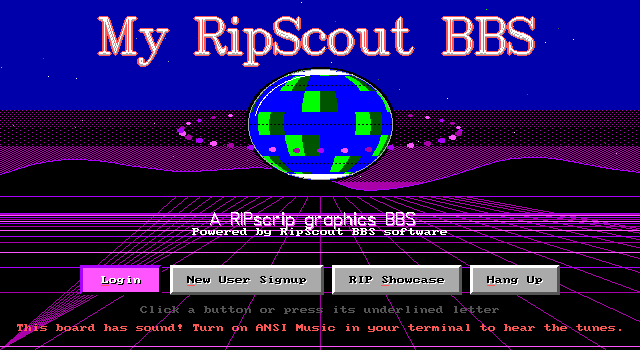 My RipScout BBS
A RIPscrip graphics BBS
Powered by RipScout BBS software
Login New User Signup RIP Showcase Hang Up
Click a button or press its underlined letter
This board has sound! Turn on ANSI Music in your terminal to hear the tunes.